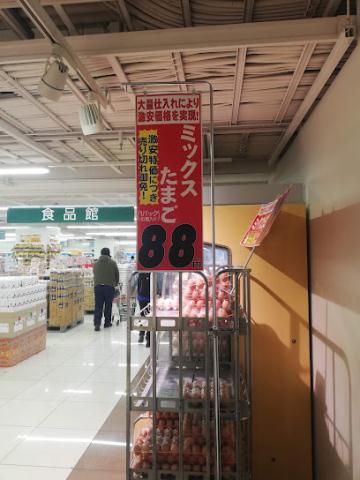 大量仕入れにより
激安価格を実現!
ミックス
たまご
激安特価につき
売り切れ御免!
88
食品館